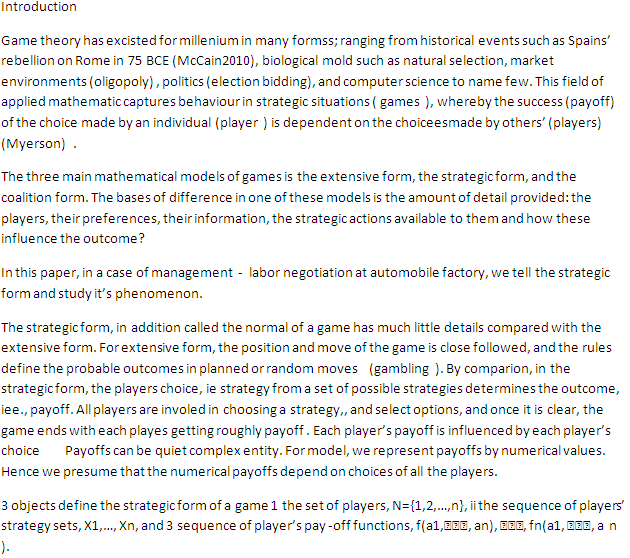 Introduction
Game theory has excisted for millenium in many formss; ranging from historical events such as Spains'
rebellion on Rome in 75 BCE (McCain2010), biological mold such as natural selection, market
environments (oligopoly) , politics (election bidding), and computer science to name few. This field of
applied mathematic captures behaviour in strategic situations ( games ), whereby the success (payoff)
of the choice made by an individual (player ) is dependent on the choiceesmade by others' (players)
(Myerson) .
The three main mathematical models of games is the extensive form, the strategic form, and the
coalition form. The bases of difference in one of these models is the amount of detail provided: the
players, their preferences, their information, the strategic actions available to them and how these
influence the outcome?
In this paper, in a case of management - labor negotiation at automobile factory, we tell the strategic
form and study it's phenomenon.
The strategic form, in addition called the normal of a game has much little details compared with the
extensive form. For extensive form, the position and move of the game is close followed, and the rules
define the probable outcomes in planned or random moves (gambling ). By comparion, in the
strategic form, the players choice, ie strategy from a set of possible strategies determines the outcome,
iee., payoff. All players are involed in choosing a strategy,, and select options, and once it is clear, the
game ends with each playes getting roughly payoff . Each player's payoff is influenced by each player's
choice Payoffs can be quiet complex entity. For model, we represent payoffs by numerical values.
Hence we presume that the numerical payoffs depend on choices of all the players.
3 objects define the strategic form of a game 1 the set of players, N={1,2,...,n}, ii the sequence of players'
strategy sets, X1,..., Xn, and 3 sequence of player's pay -off functions, f(a1, an), , fn(a1, , a n
).